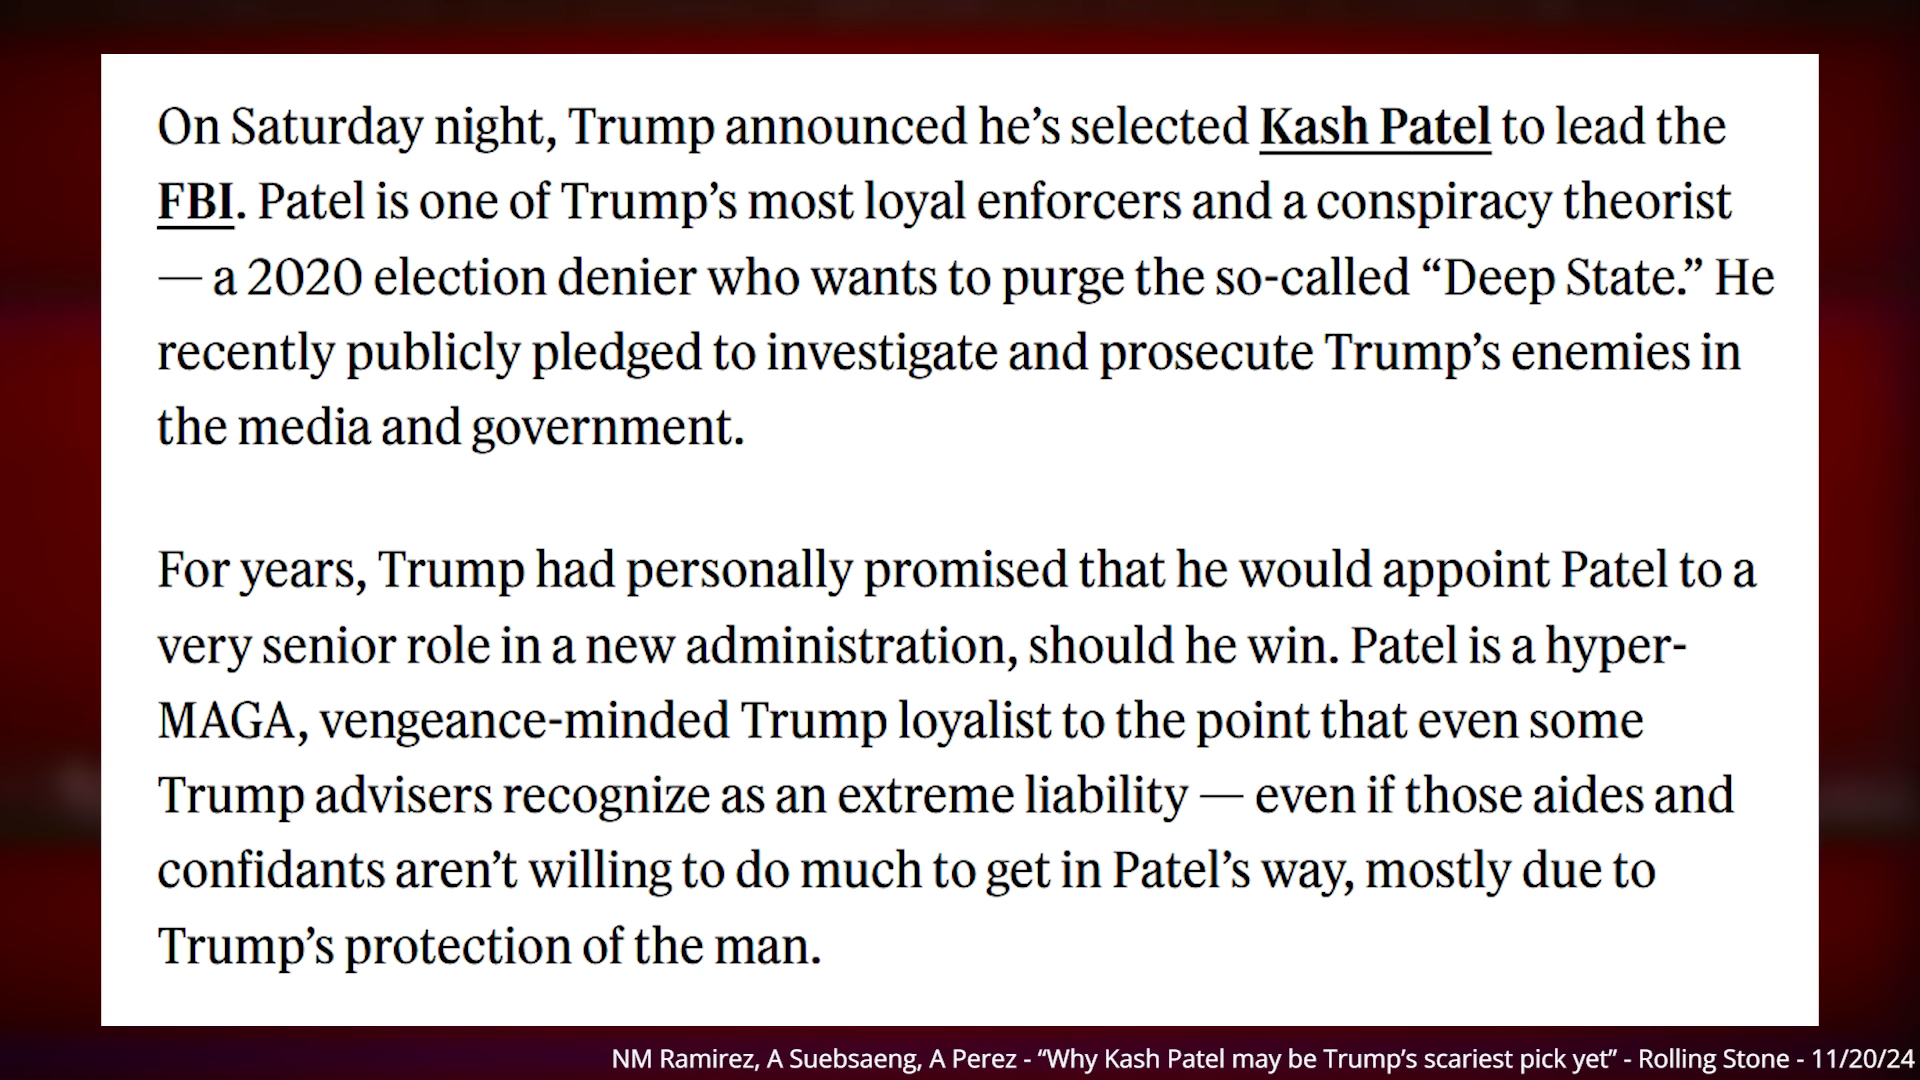 On Saturday night, Trump announced he’s selected Kash Patel to lead the
FBI. Patel is one of Trump’s most loyal enforcers and a conspiracy theorist
— a 2020 election denier who wants to purge the so-called “Deep State.” He
recently publicly pledged to investigate and prosecute Trump’s enemies in
the media and government.
For years, Trump had personally promised that he would appoint Patel to a
very senior role in a new administration, should he win. Patel is a hyper-
MAGA, vengeance-minded Trump loyalist to the point that even some
Trump advisers recognize as an extreme liability — even if those aides and
confidants aren’t willing to do much to get in Patel’s way, mostly due to
Trump’s protection of the man.
NM Ramirez, A Suebsaeng, A Perez - “Why Kash Patel may be Trump’s scariest pick yet” - Rolling Stone - 11/20/24